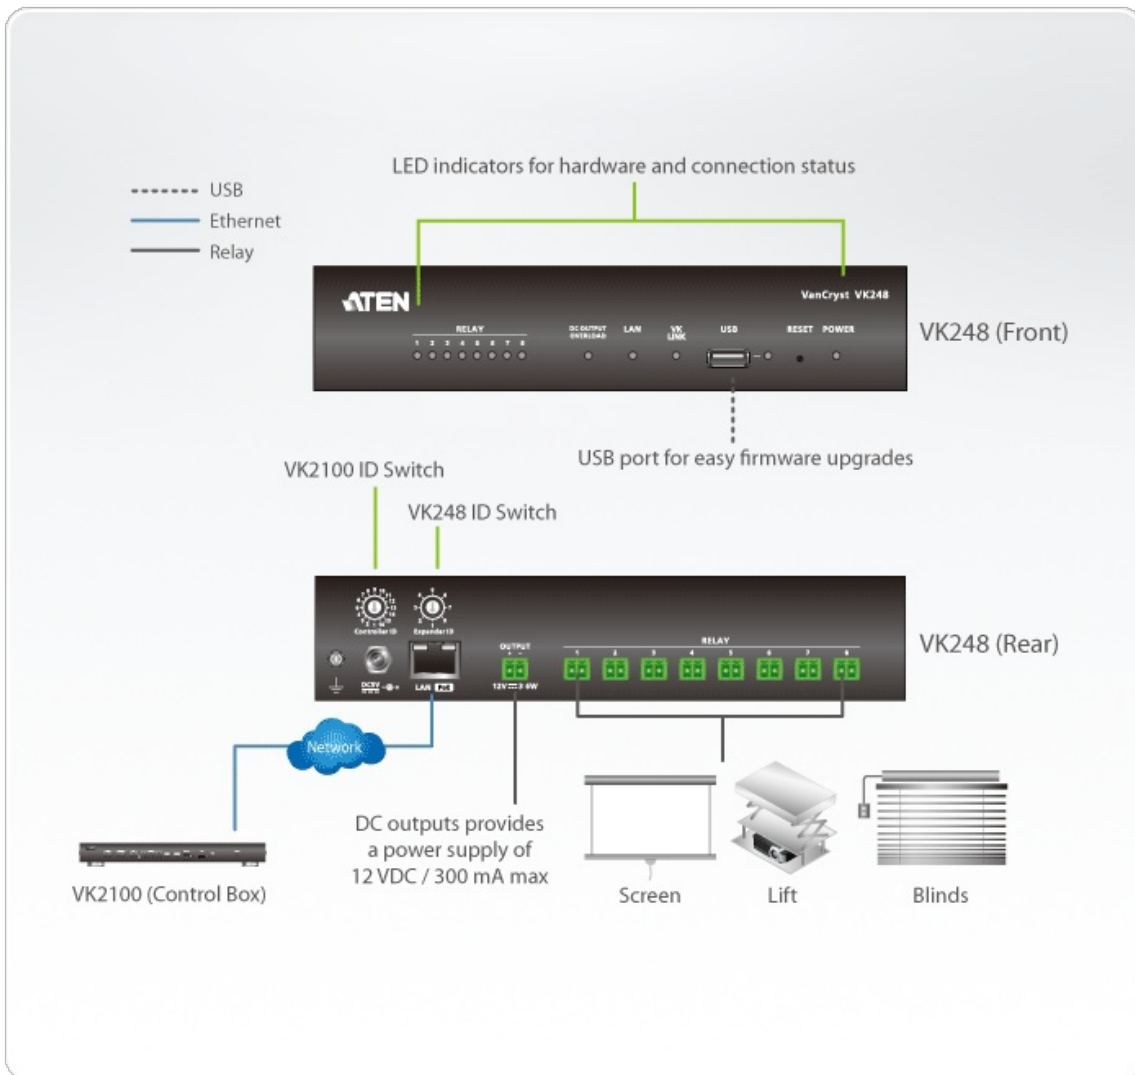 LED indicators for hardware and connection status
USB
Ethernet
Relay
ATEN
VanCryst VK248
RELAY
1 2 3 4 5 6 7 8
DC OUTPUT
OVERLOAD
LAN
VK
LINK
USB
RESET
POWER
VK248 (Front)
USB port for easy firmware upgrades
VK2100 ID Switch
VK248 ID Switch
Controller ID
Expander ID
DC5V
LAN PoE
OUTPUT
+ -
RELAY
1 2 3 4 5 6 7 8
VK248 (Rear)
Network
DC outputs provides
a power supply of
12 VDC / 300 mA max
VK2100 (Control Box)
Screen
Lift
Blinds